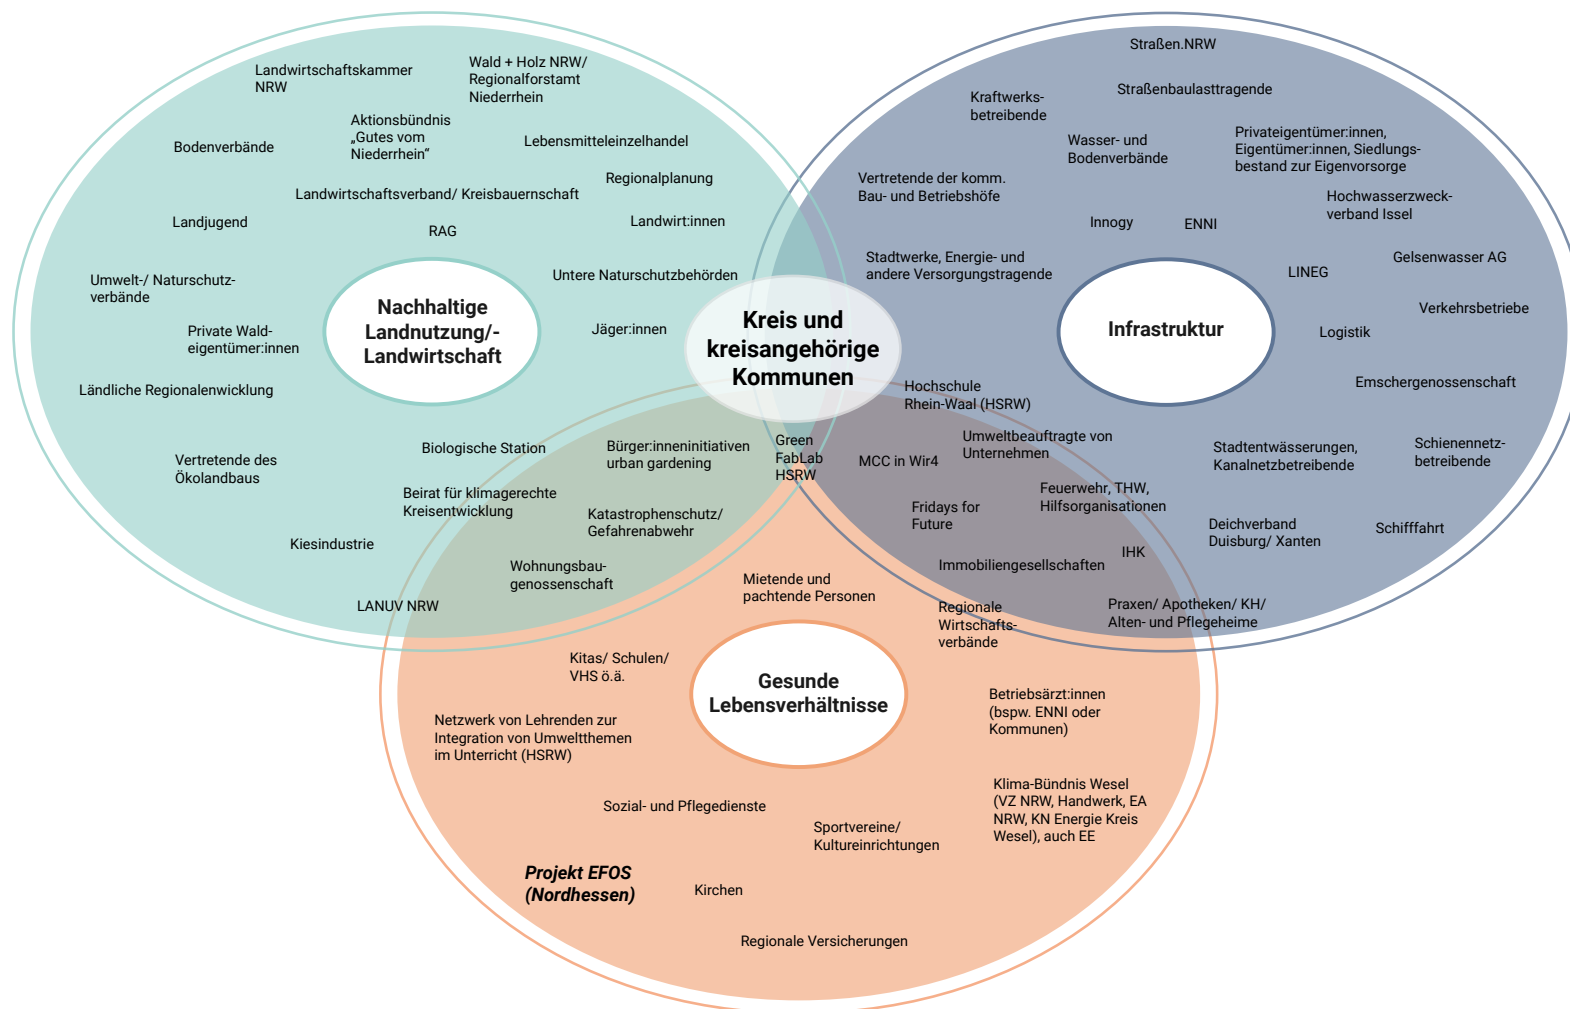 Landwirtschaftskammer
NRW
Wald + Holz NRW/
Regionalforstamt
Niederrhein
Aktionsbündnis
„Gutes vom
Niederrhein“
Bodenverbände
Lebensmitteleinzelhandel
Regionalplanung
Landwirtschaftsverband/ Kreisbauernschaft
Landjugend
RAG
Landwirt:innen
Umwelt-/ Naturschutz-
verbände
Untere Naturschutzbehörden
Nachhaltige
Landnutzung/-
Landwirtschaft
Private Wald-
eigentümer:innen
Jäger:innen
Ländliche Regionalenwicklung
Vertretende des
Ökolandbaus
Biologische Station
Kiesindustrie
LANUV NRW
Beirat für klimagerechte
Kreisentwicklung
Bürger:inneninitiativen
urban gardening
Katastrophenschutz/
Gefahrenabwehr
Wohnungsbau-
genossenschaft
Kreis und
kreisangehörige
Kommunen
Green
FabLab
HSRW
Straßen.NRW
Straßenbaulasttragende
Kraftwerks-
betreibende
Wasser- und
Bodenverbände
Privateigentümer:innen,
Eigentümer:innen, Siedlungs-
bestand zur Eigenvorsorge
Vertretende der komm.
Bau- und Betriebshöfe
Hochwasserzweck-
verband Issel
Innogy
ENNI
Stadtwerke, Energie- und
andere Versorgungstragende
LINEG
Gelsenwasser AG
Infrastruktur
Verkehrsbetriebe
Logistik
Emschergenossenschaft
Hochschule
Rhein-Waal (HSRW)
Umweltbeauftragte von
Unternehmen
MCC in Wir4
Stadtentwässerungen,
Kanalnetzbetreibende
Schienennetz-
betreibende
Feuerwehr, THW,
Hilfsorganisationen
Fridays for
Future
Deichverband
Duisburg/ Xanten
Schifffahrt
IHK
Immobiliengesellschaften
Praxen/ Apotheken/ KH/
Alten- und Pflegeheime
Mietende und
pachtende Personen
Regionale
Wirtschafts-
verbände
Kitas/ Schulen/
VHS ö.ä.
Gesunde
Lebensverhältnisse
Betriebsärzt:innen
(bspw. ENNI oder
Kommunen)
Netzwerk von Lehrenden zur
Integration von Umweltthemen
im Unterricht (HSRW)
Klima-Bündnis Wesel
(VZ NRW, Handwerk, EA
NRW, KN Energie Kreis
Wesel), auch EE
Sozial- und Pflegedienste
Sportvereine/
Kultureinrichtungen
Projekt EFOS
(Nordhessen)
Kirchen
Regionale Versicherungen